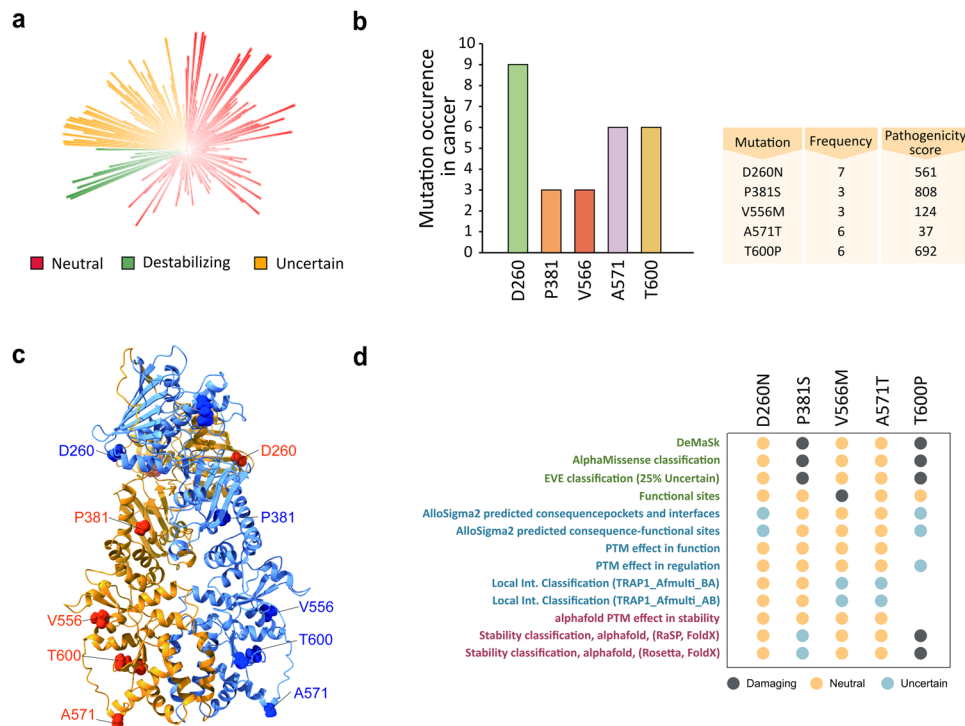 a
Neutral
Destabilizing
Uncertain
b
Mutation occurence
in cancer
10
9
8
7
6
5
4
3
2
1
0
D260
P381
V566
A571
T600
Mutation Frequency Pathogenicity
score
D260N 7 561
P381S 3 808
V556M 3 124
A571T 6 37
T600P 6 692
c
D260
D260
P381
P381
V556
V556
T600
T600
A571
A571
d
D260N
P381S
V566M
A571T
T600P
DeMaSk
AlphaMissense classification
EVE classification (25% Uncertain)
Functional sites
AlloSigma2 predicted consequencepockets and interfaces
AlloSigma2 predicted consequence-functional sites
PTM effect in function
PTM effect in regulation
Local Int. Classification (TRAP1_Afmulti_BA)
Local Int. Classification (TRAP1_Afmulti_AB)
alphafold PTM effect in stability
Stability classification, alphafold, (RaSP, FoldX)
Stability classification, alphafold, (Rosetta, FoldX)
Damaging
Neutral
Uncertain